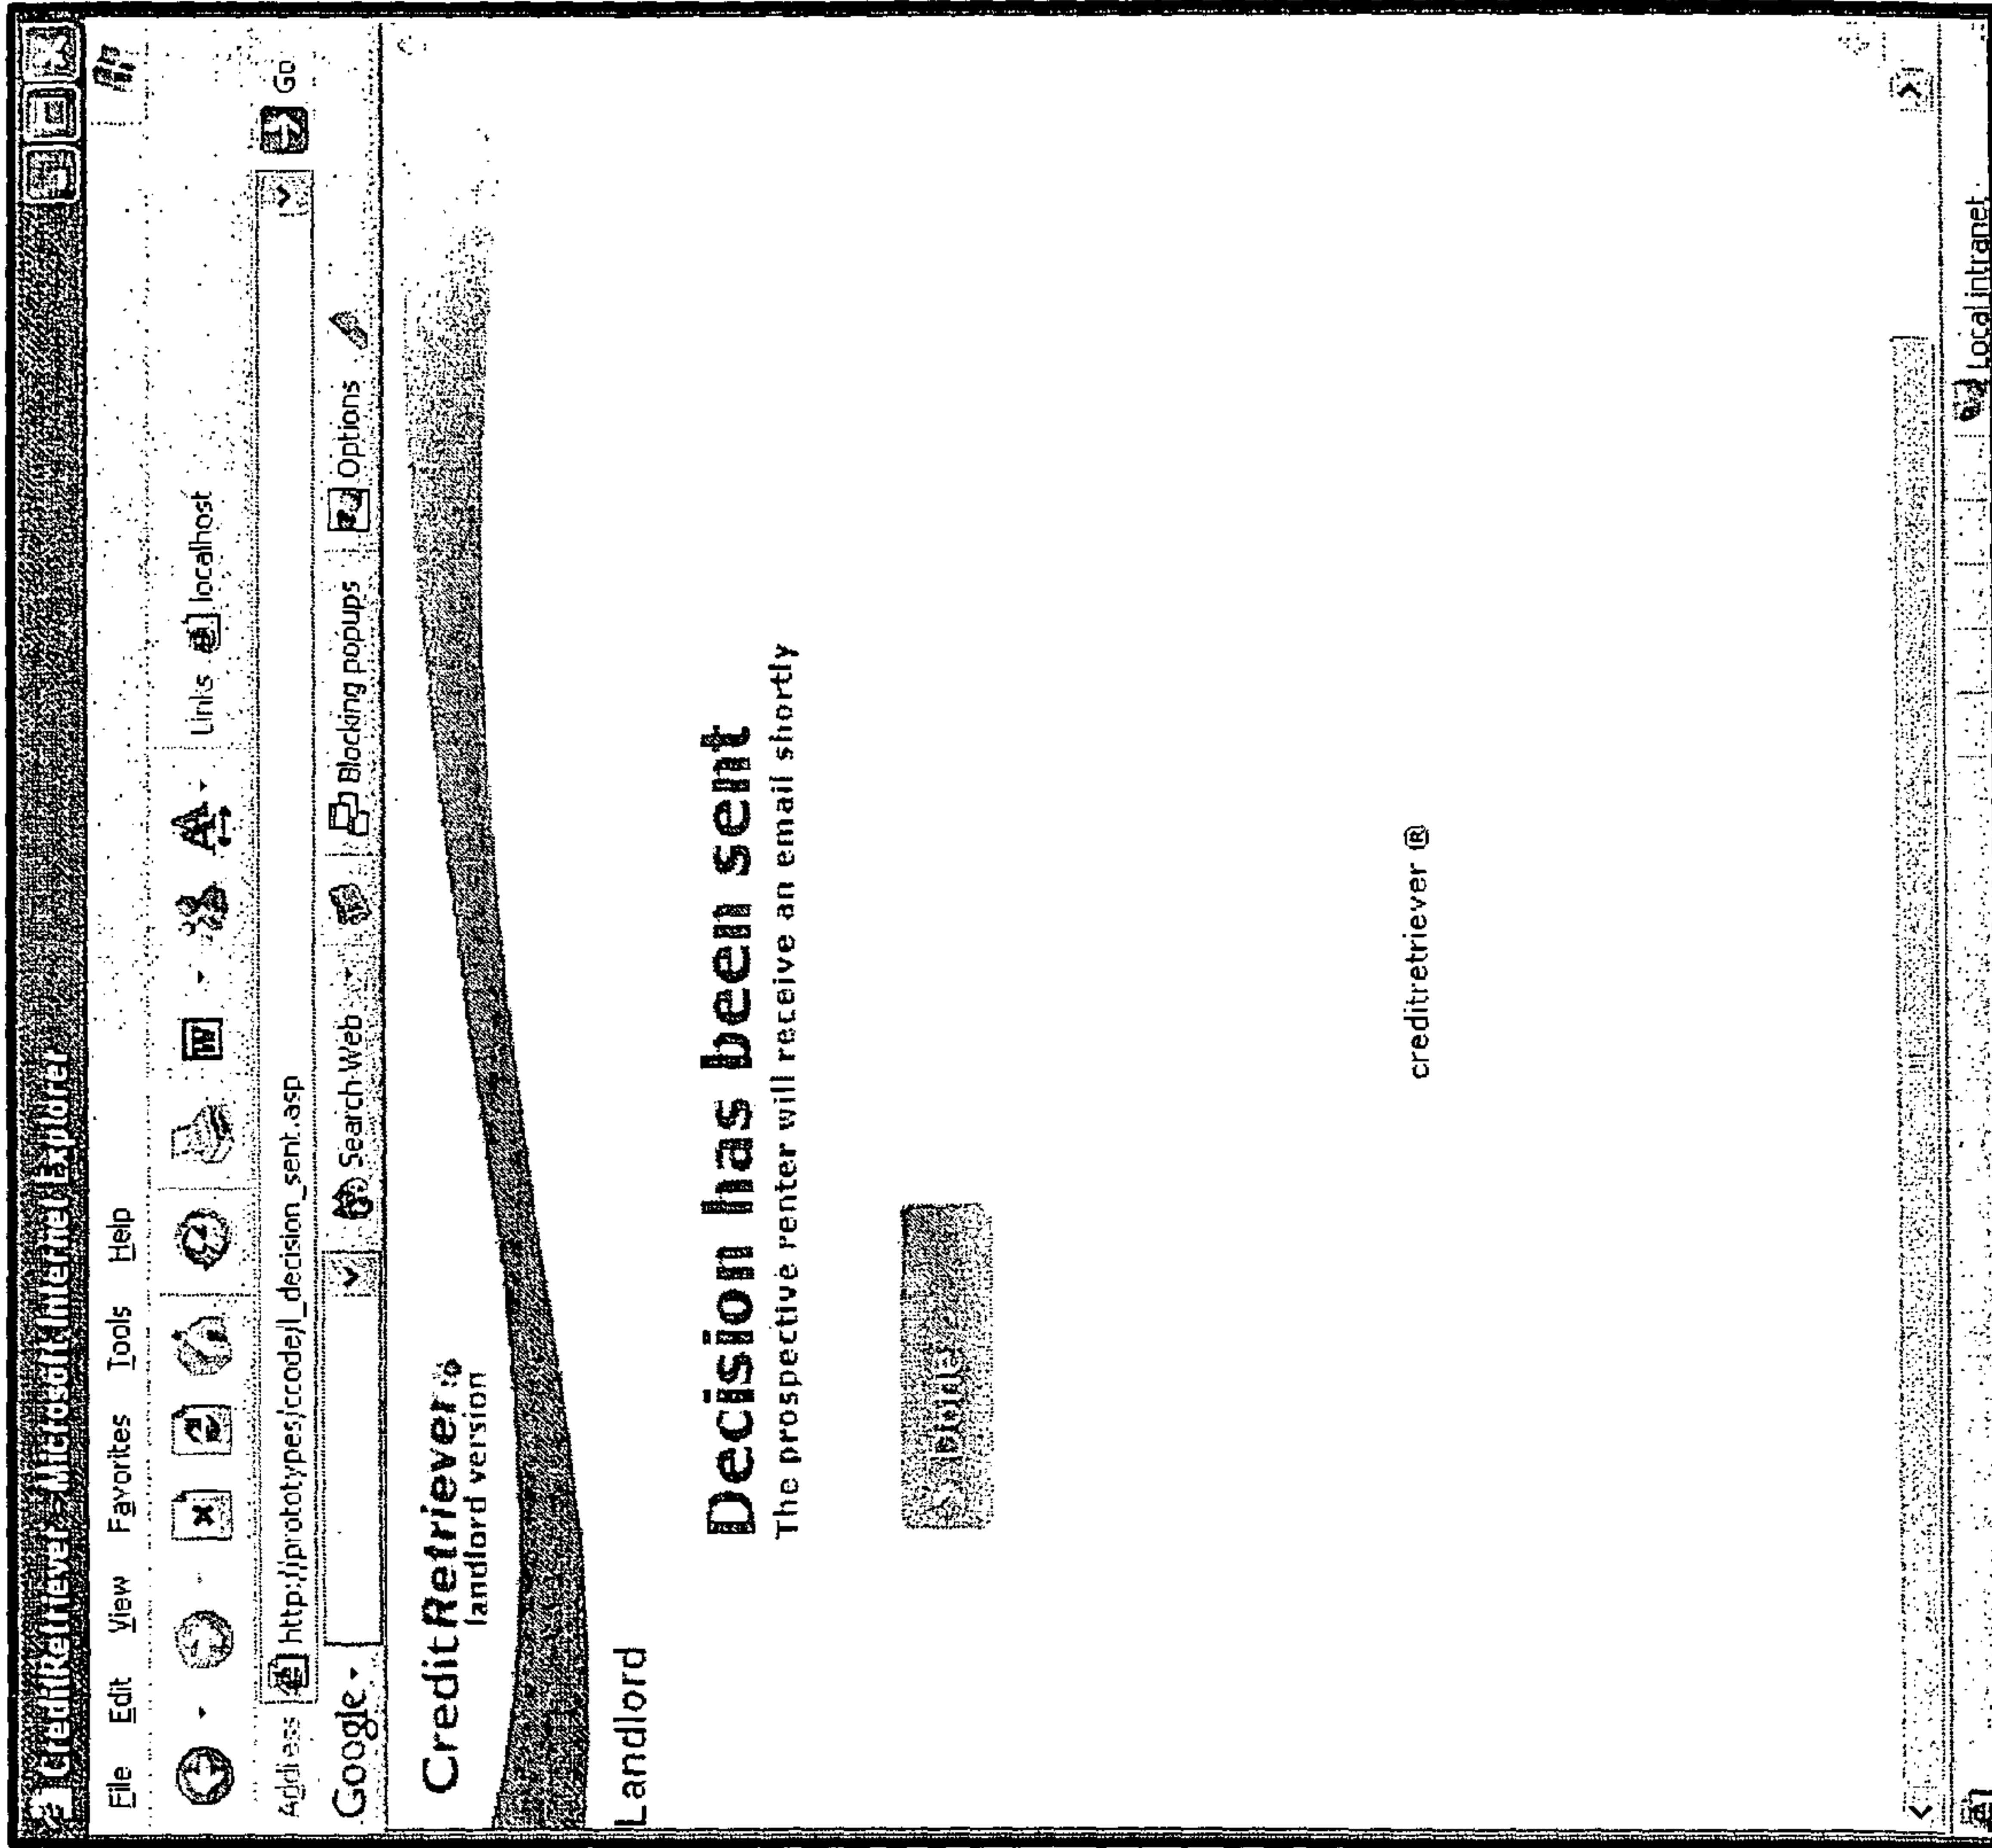 CreditRetriever - Microsoft Internet Explorer
File Edit View Favorites Tools Help
Links localhost
Address http://prototypes/ccode/l_decision_sent.asp Go
Google Search Web Blocking popups Options
CreditRetriever
landlord version
Landlord
Decision has been sent
The prospective renter will receive an email shortly
Done
creditretriever ®
Local intranet